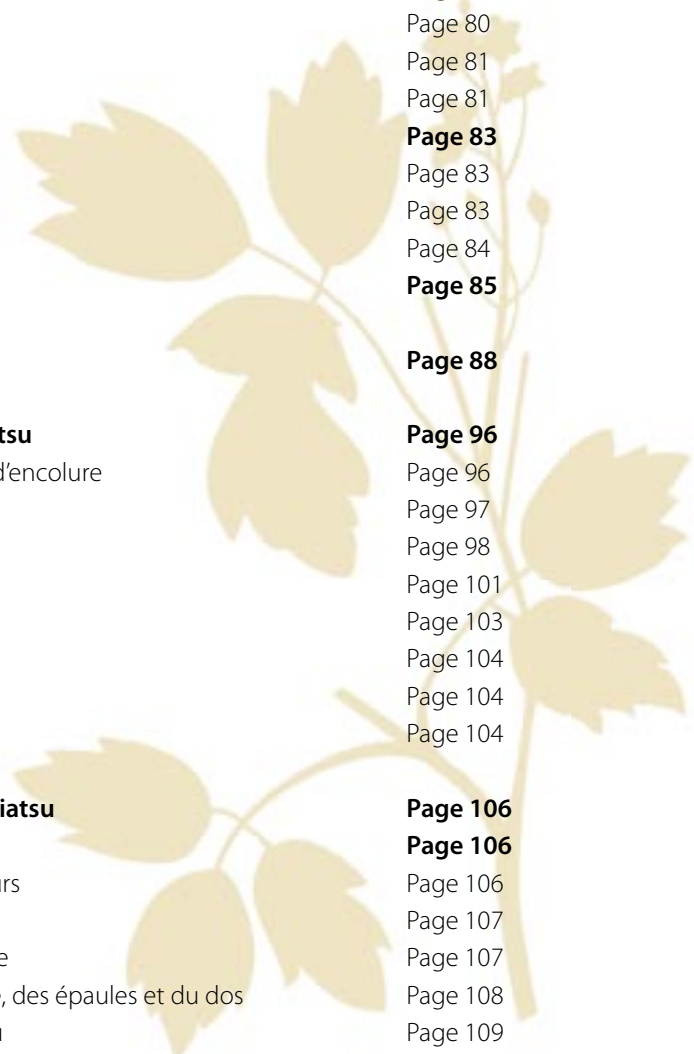 Page 80
Page 81
Page 81
Page 83
Page 83
Page 83
Page 84
Page 85
Page 88
tsu Page 96
d'encolure Page 96
Page 97
Page 98
Page 101
Page 103
Page 104
Page 104
Page 104
iatsu Page 106
Page 106
rs Page 106
Page 107
e Page 107
, des épaules et du dos Page 108
Page 109